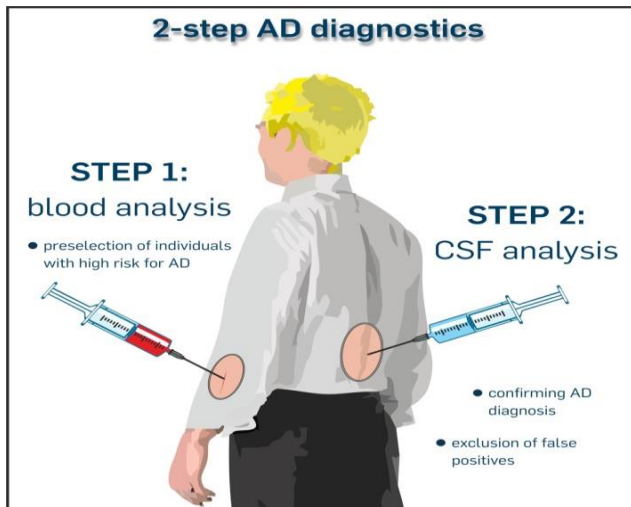 2-step AD diagnostics
STEP 1:
blood analysis
• preselection of individuals
with high risk for AD
STEP 2:
CSF analysis
• confirming AD
diagnosis
• exclusion of false
positives